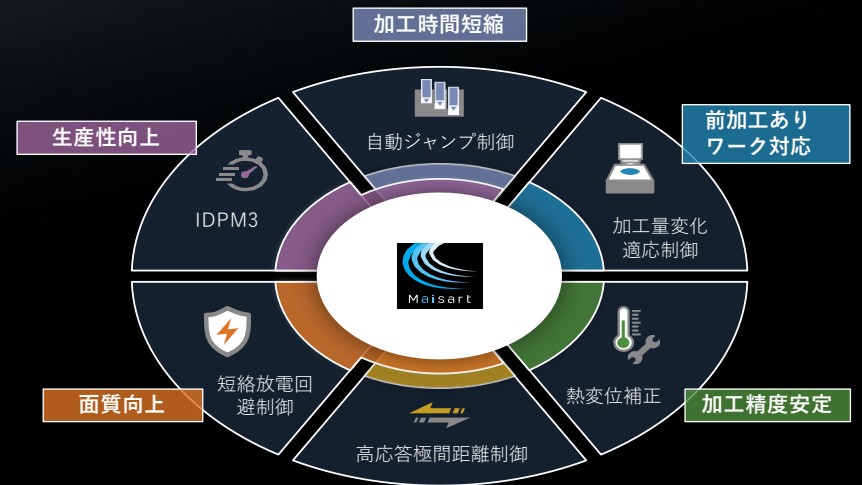 加工時間短縮
自動ジャンプ制御
生産性向上
IDPM3
前加工あり
ワーク対応
加工量変化
適応制御
Maisart
短絡放電回
避制御
面質向上
高応答極間距離制御
熱変位補正
加工精度安定